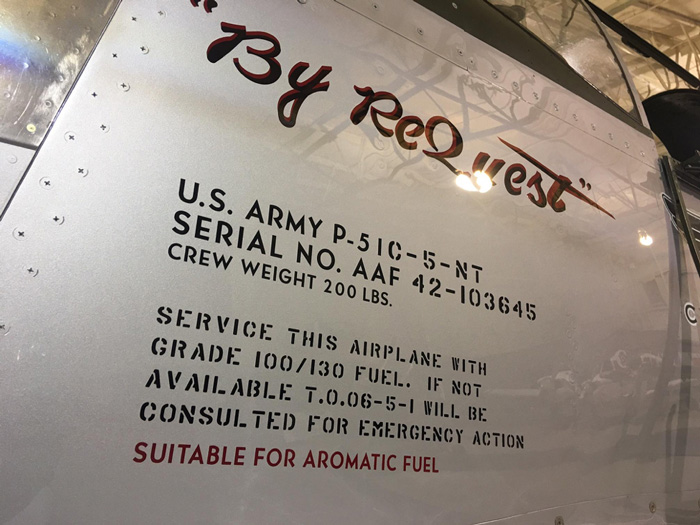 "By ReQuest"
U.S. ARMY P-51C-5-NT
SERIAL NO. AAF 42-103645
CREW WEIGHT 200 LBS.
SERVICE THIS AIRPLANE WITH
GRADE 100/130 FUEL. IF NOT
AVAILABLE T.O.06-5-1 WILL BE
CONSULTED FOR EMERGENCY ACTION
SUITABLE FOR AROMATIC FUEL